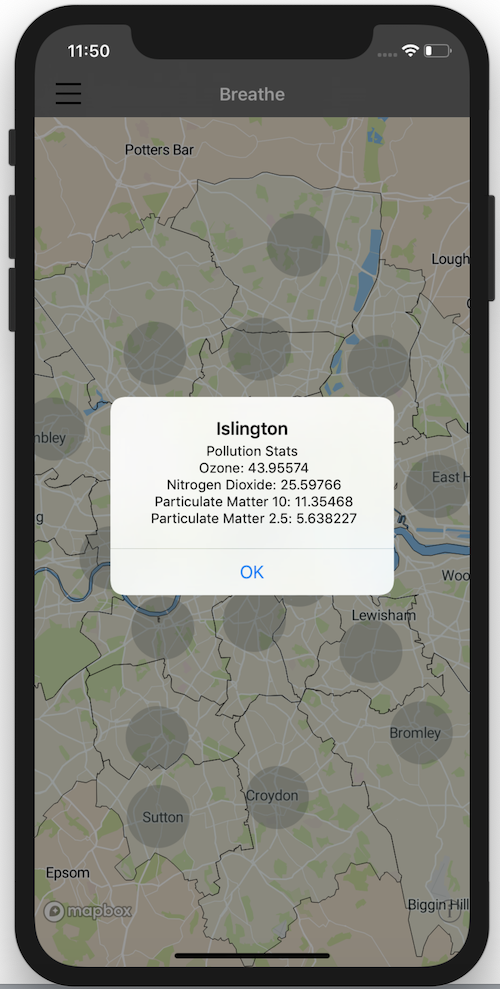 11:50
Breathe
Potters Bar
Lough
Islington
Pollution Stats
Ozone: 43.95574
Nitrogen Dioxide: 25.59766
Particulate Matter 10: 11.35468
Particulate Matter 2.5: 5.638227
OK
nbley
East H
g
Woo
Lewisham
Bromley
Croydon
Sutton
Epsom
mapbox
Biggin Hill